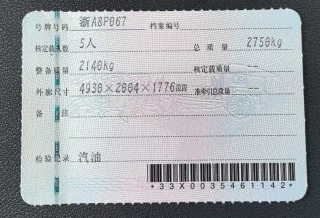 号牌号码 浙A8P067 档案编号
核定载人数 5人 总质量 2750kg
整备质量 2140kg 核定载质量 --
外廓尺寸 4930×2004×1776mm 准牵引总质量 --
备注
检验记录 汽油
*33X0035461142*